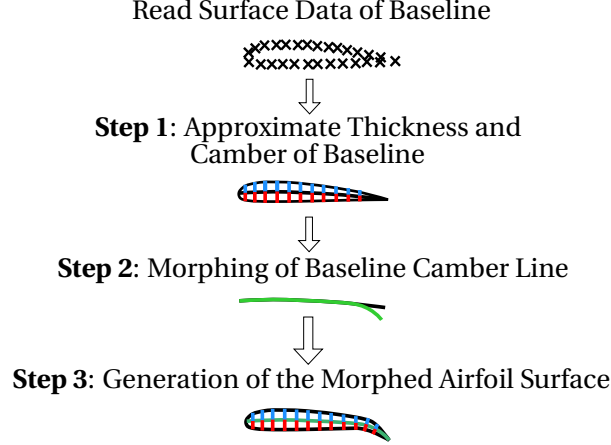 Read Surface Data of Baseline
Step 1: Approximate Thickness and
Camber of Baseline
Step 2: Morphing of Baseline Camber Line
Step 3: Generation of the Morphed Airfoil Surface